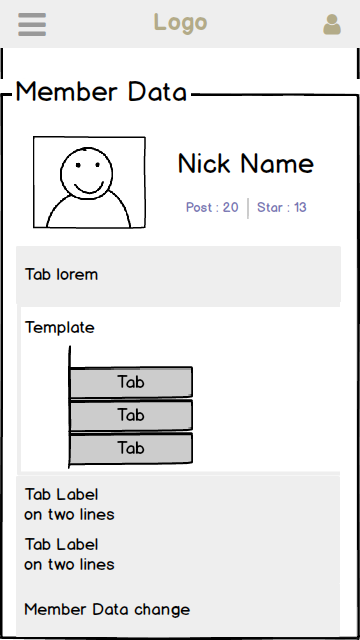 Logo
Member Data
Nick Name
Post : 20 Star : 13
Tab lorem
Template
Tab
Tab
Tab
Tab Label
on two lines
Tab Label
on two lines
Member Data change